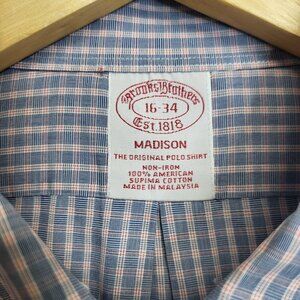 Brooks Brothers
16-34
Est. 1818
MADISON
THE ORIGINAL POLO SHIRT
NON-IRON
100% AMERICAN
SUPIMA COTTON
MADE IN MALAYSIA